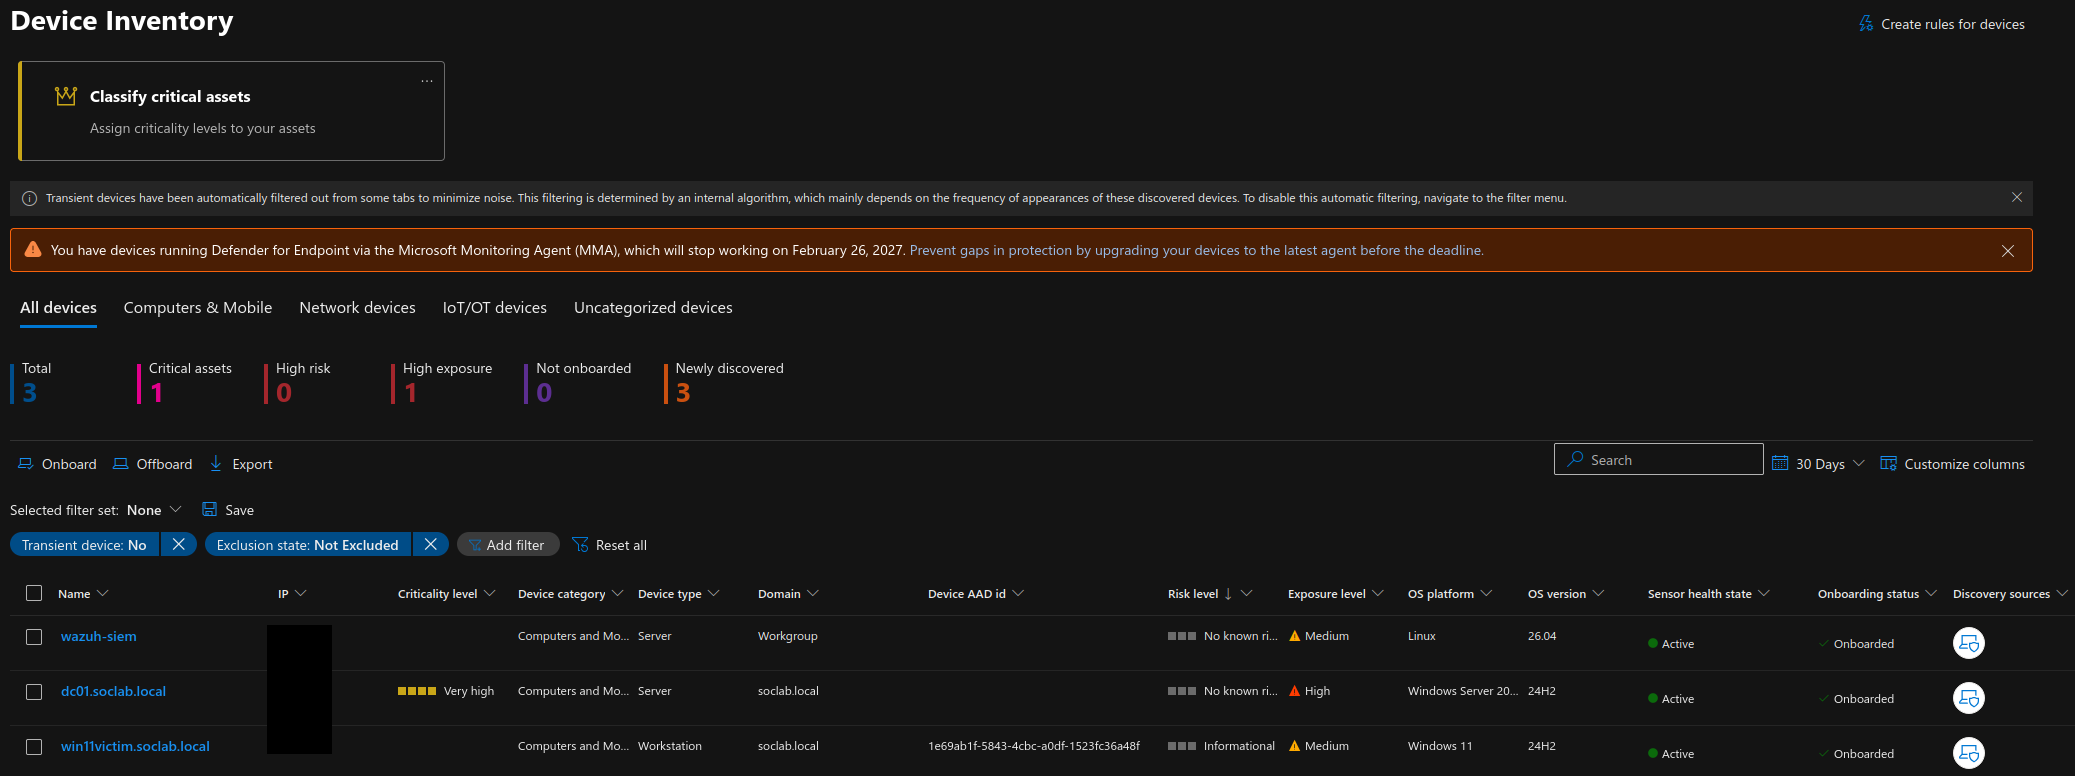 Device Inventory
Create rules for devices
...
Classify critical assets
Assign criticality levels to your assets
Transient devices have been automatically filtered out from some tabs to minimize noise. This filtering is determined by an internal algorithm, which mainly depends on the frequency of appearances of these discovered devices. To disable this automatic filtering, navigate to the filter menu.
You have devices running Defender for Endpoint via the Microsoft Monitoring Agent (MMA), which will stop working on February 26, 2027. Prevent gaps in protection by upgrading your devices to the latest agent before the deadline.
All devices Computers & Mobile Network devices IoT/OT devices Uncategorized devices
Total Critical assets High risk High exposure Not onboarded Newly discovered
3 1 0 1 0 3
Onboard Offboard Export Search 30 Days Customize columns
Selected filter set: None Save
Transient device: No Exclusion state: Not Excluded Add filter Reset all
Name IP Criticality level Device category Device type Domain Device AAD id Risk level Exposure level OS platform OS version Sensor health state Onboarding status Discovery sources
wazuh-siem Computers and Mo... Server Workgroup No known ri... Medium Linux 26.04 Active Onboarded
dc01.soclab.local Very high Computers and Mo... Server soclab.local No known ri... High Windows Server 20... 24H2 Active Onboarded
win11victim.soclab.local Computers and Mo... Workstation soclab.local 1e69ab1f-5843-4cbc-a0df-1523fc36a48f Informational Medium Windows 11 24H2 Active Onboarded